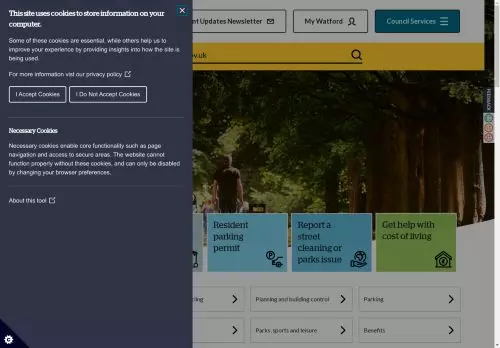 This site uses cookies to store information on your
computer.
Some of these cookies are essential, while others help us to
improve your experience by providing insights into how the site is
being used.
For more information visit our privacy policy
I Accept Cookies
I Do Not Accept Cookies
Necessary Cookies
Necessary cookies enable core functionality such as page
navigation and access to secure areas. The website cannot
function properly without these cookies, and can only be disabled
by changing your browser preferences.
About this tool
Updates Newsletter
My Watford
Council Services
.uk
FEEDBACK
Resident
parking
permit
Report a
street
cleaning or
parks issue
Get help with
cost of living
Planning and building control
Parking
Parks, sports and leisure
Benefits